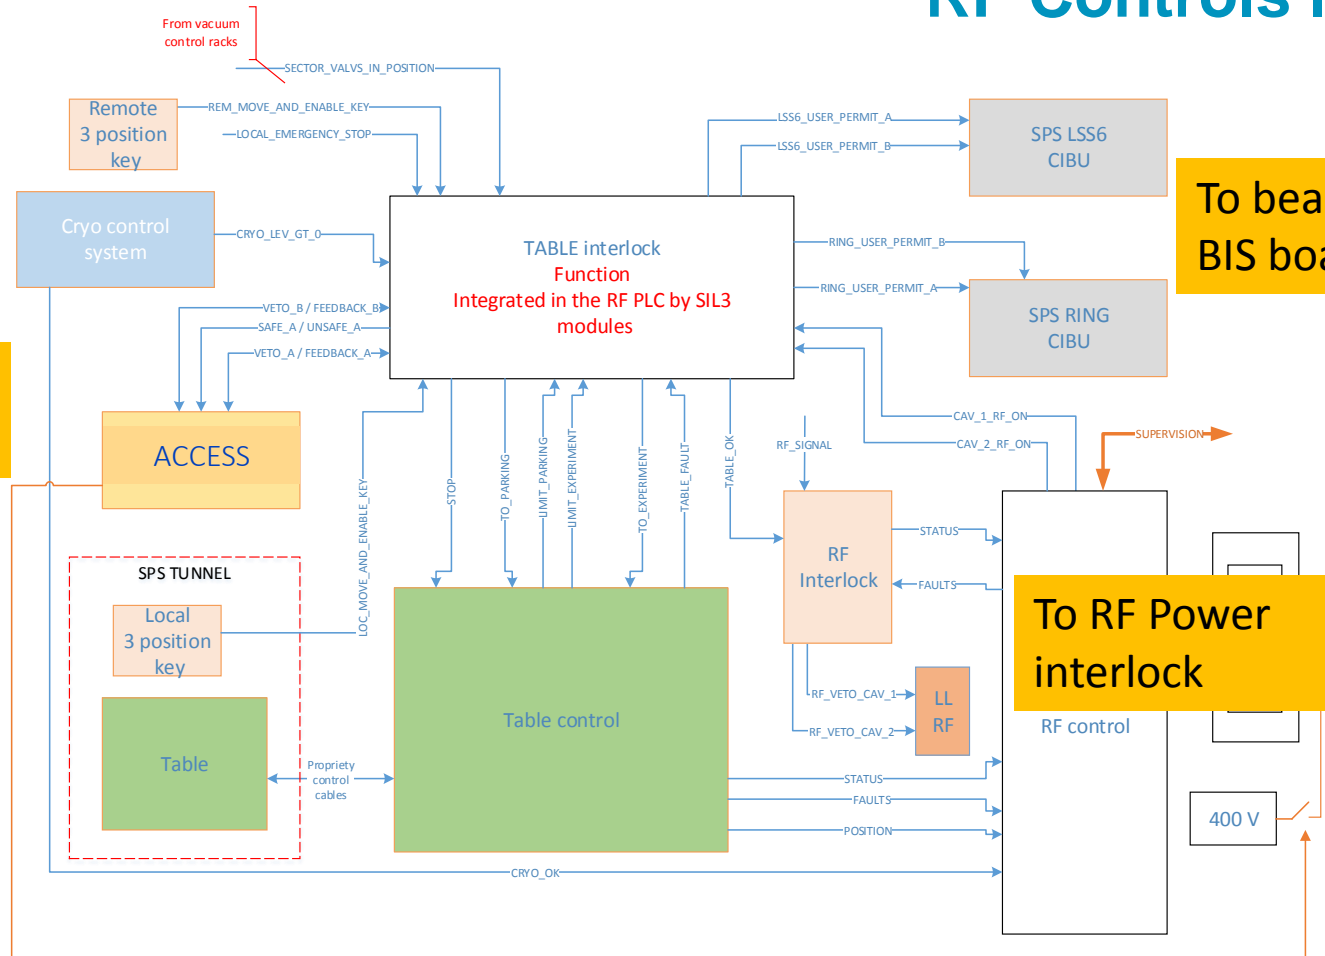 RF Controls
From vacuum
control racks
SECTOR_VALVS_IN_POSITION
Remote
3 position
key
REM_MOVE_AND_ENABLE_KEY
LOCAL_EMERGENCY_STOP
LSS6_USER_PERMIT_A
LSS6_USER_PERMIT_B
SPS LSS6
CIBU
To bea
BIS boa
Cryo control
system
CRYO_LEV_GT_0
TABLE interlock
Function
Integrated in the RF PLC by SIL3
modules
RING_USER_PERMIT_B
RING_USER_PERMIT_A
SPS RING
CIBU
VETO_B / FEEDBACK_B
SAFE_A / UNSAFE_A
VETO_A / FEEDBACK_A
ACCESS
LOC_MOVE_AND_ENABLE_KEY
STOP
TO_PARKING
LIMIT_PARKING
LIMIT_EXPERIMENT
TO_EXPERIMENT
TABLE_FAULT
TABLE_OK
RF_SIGNAL
CAV_1_RF_ON
CAV_2_RF_ON
SUPERVISION
RF
Interlock
STATUS
FAULTS
SPS TUNNEL
Local
3 position
key
To RF Power
interlock
RF_VETO_CAV_1
RF_VETO_CAV_2
LL
RF
RF control
Table
Propriety
control
cables
Table control
STATUS
FAULTS
POSITION
400 V
CRYO_OK